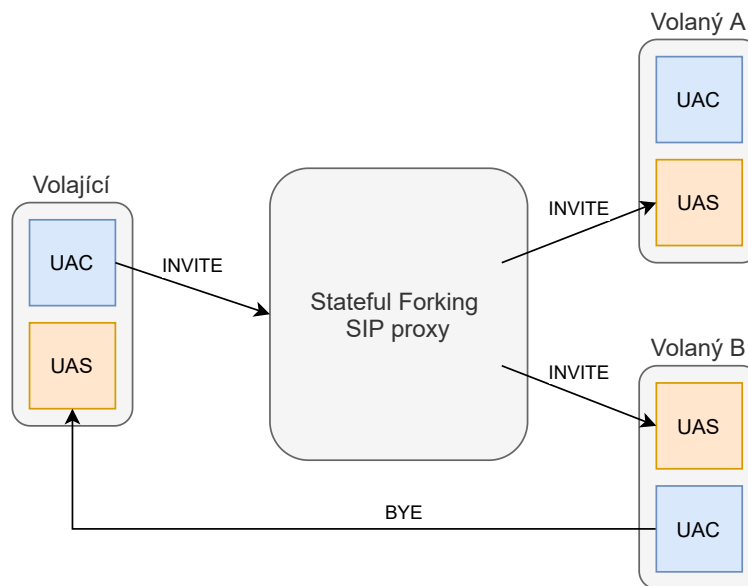 Volaný A
UAC
UAS
INVITE
Volající
UAC
INVITE
UAS
Stateful Forking
SIP proxy
Volaný B
INVITE
UAS
UAC
BYE